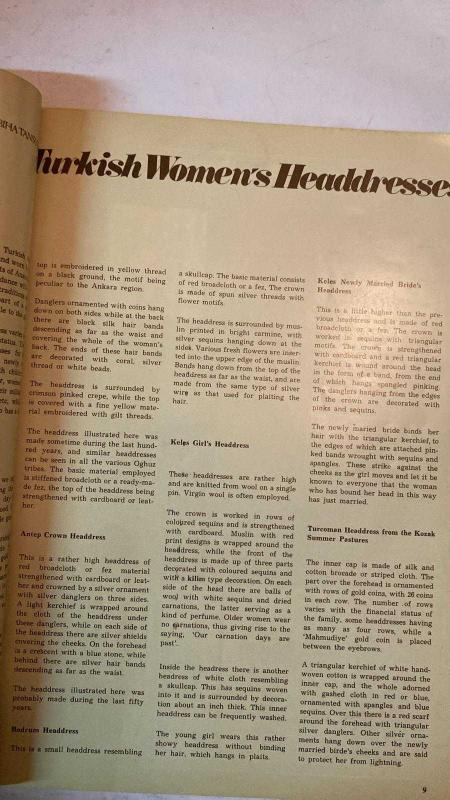 BIHA TAN
Turkish Women's Headdresses
top is embroidered in yellow thread
on a black ground, the motif being
peculiar to the Ankara region.
Danglers ornamented with coins hang
down on both sides while at the back
there are black silk hair bands
descending as far as the waist and
covering the whole of the woman's
back. The ends of these hair bands
are decorated with coral, silver
thread or white beads.
The headdress is surrounded by
crimson pinked crepe, while the top
is covered with a fine yellow mate-
rial embroidered with gilt threads.
The headdress illustrated here was
made sometime during the last hund-
red years, and similar headdresses
can be seen in all the various Oghuz
tribes. The basic material employed
is stiffened broadcloth or a ready-ma-
de fez, the top of the headdress being
strengthened with cardboard or leat-
her.
Antep Crown Headdress
This is a rather high headdress of
red broadcloth or fez material
strengthened with cardboard or leat-
her and crowned by a silver ornament
with silver danglers on three sides.
A light kerchief is wrapped around
the cloth of the headdress under
these danglers, while on each side of
the headdress there are silver shields
covering the cheeks. On the forehead
is a crescent with a blue stone, while
behind there are silver hair bands
descending as far as the waist.
The headdress illustrated here was
probably made during the last fifty
years.
Bodrum Headdress
This is a small headdress resembling
a skullcap. The basic material consists
of red broadcloth or a fez. The crown
is made of spun silver threads with
flower motifs.
The headdress is surrounded by mus-
lin printed in bright carmine, with
silver sequins hanging down at the
sides. Various fresh flowers are inser-
ted into the upper edge of the muslin.
Bands hang down from the top of the
headdress as far as the waist, and are
made from the same type of silver
wire as that used for plaiting the
hair.
Keles Girl's Headdress
These headdresses are rather high
and are knitted from wool on a single
pin. Virgin wool is often employed.
The crown is worked in rows of
coloured sequins and is strengthened
with cardboard. Muslin with red
print designs is wrapped around the
headdress, while the front of the
headdress is made up of three parts
decorated with coloured sequins and
with a kilim type decoration. On each
side of the head there are balls of
wool with white sequins and dried
carnations, the latter serving as a
kind of perfume. Older women wear
no carnations, thus giving rise to the
saying, 'Our carnation days are
past'.
Inside the headress there is another
headress of white cloth resembling
a skullcap. This has sequins woven
into it and is surrounded by decora-
tion about an inch thick. This inner
headdress can be frequently washed.
The young girl wears this rather
showy headdress without binding
her hair, which hangs in plaits.
Keles Newly Married Bride's
Headdress
This is a little higher than the pre-
vious headdress and is made of red
broadcloth or a fez. The crown is
worked in sequins with triangular
motifs. The crown is strengthened
with cardboard and a red triangular
kerchief is wound around the head
in the form of a band, from the end
of which hangs spangled pinking.
The danglers hanging from the edges
of the crown are decorated with
pinks and sequins.
The newly maried bride binds her
hair with the triangular kerchief, to
the edges of which are attached pin-
ked bands wrought with sequins and
spangles. These strike against the
cheeks as the girl moves and let it be
known to everyone that the woman
who has bound her head in this way
has just married.
Turcoman Headdress from the Kozak
Summer Pastures
The inner cap is made of silk and
cotton brocade or striped cloth. The
part over the forehead is ornamented
with rows of gold coins, with 26 coins
in each row. The number of rows
varies with the financial status of
the family, some headdresses having
as many as four rows, while a
'Mahmudiye' gold coin is placed
between the eyebrows.
A triangular kerchief of white hand-
woven cotton is wrapped around the
inner cap, and the whole adorned
with gashed cloth in red or blue,
ornamented with spangles and blue
sequins. Over this there is a red scarf
around the forehead with triangular
silver danglers. Other silver orna-
ments hang down over the newly
married bride's cheeks and are said
to protect her from lightning.
9